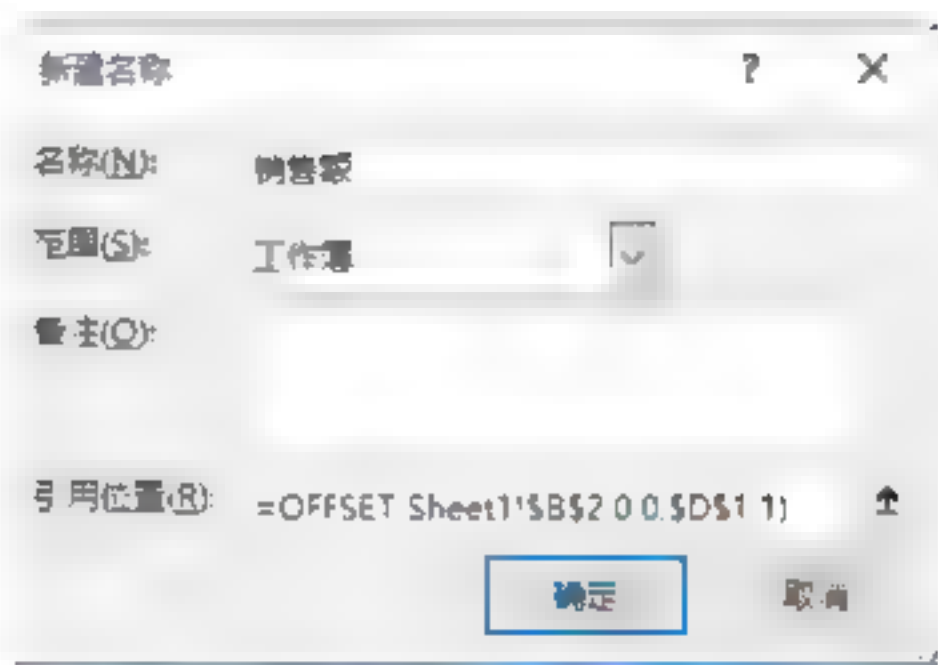 新建名称
名称(N): 销售额
范围(S): 工作簿
备注(O):
引用位置(R): =OFFSET(Sheet1!$B$2,0,0,$D$1,1)
确定 取消